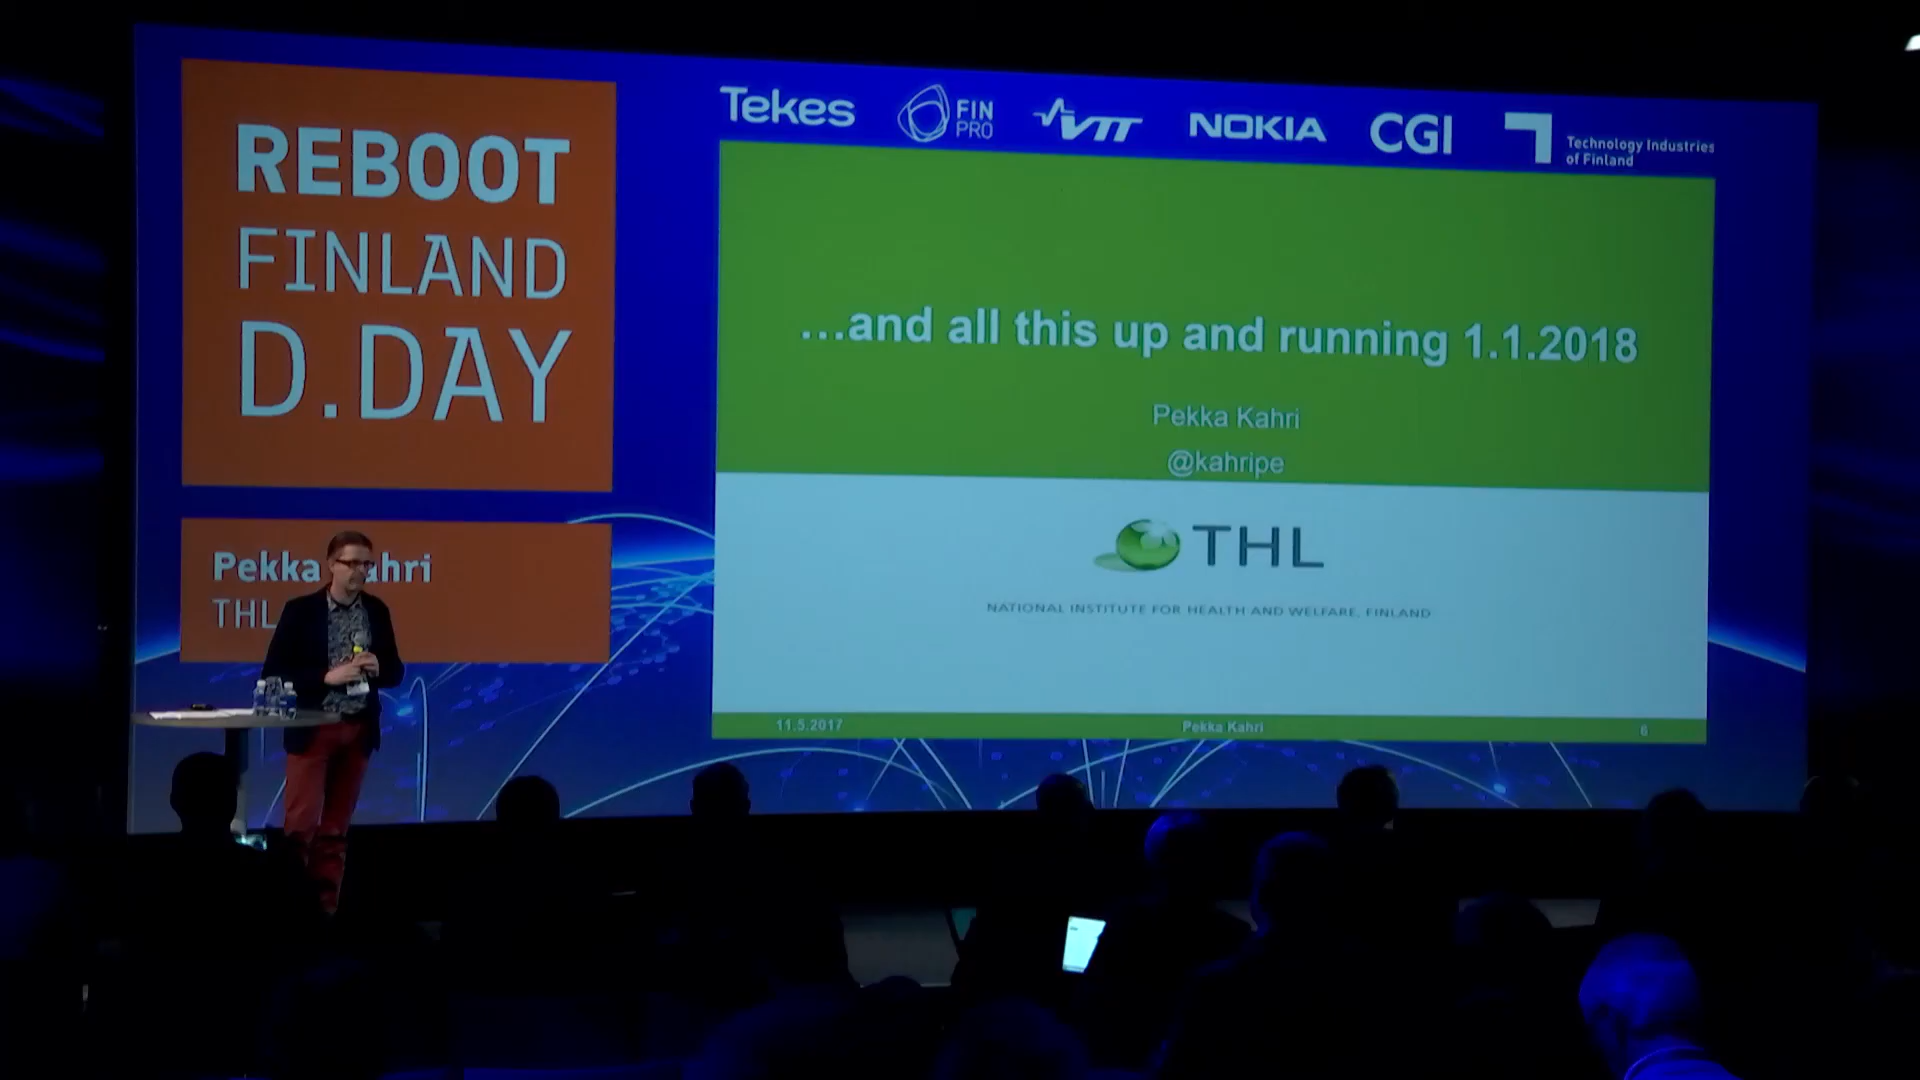 REBOOT
FINLAND
D.DAY
Pekka Kahri
THL
Tekes
FIN
PRO
VTT
NOKIA
CGI
Technology Industries
of Finland
...and all this up and running 1.1.2018
Pekka Kahri
@kahripe
THL
NATIONAL INSTITUTE FOR HEALTH AND WELFARE, FINLAND
11.5.2017
Pekka Kahri
6